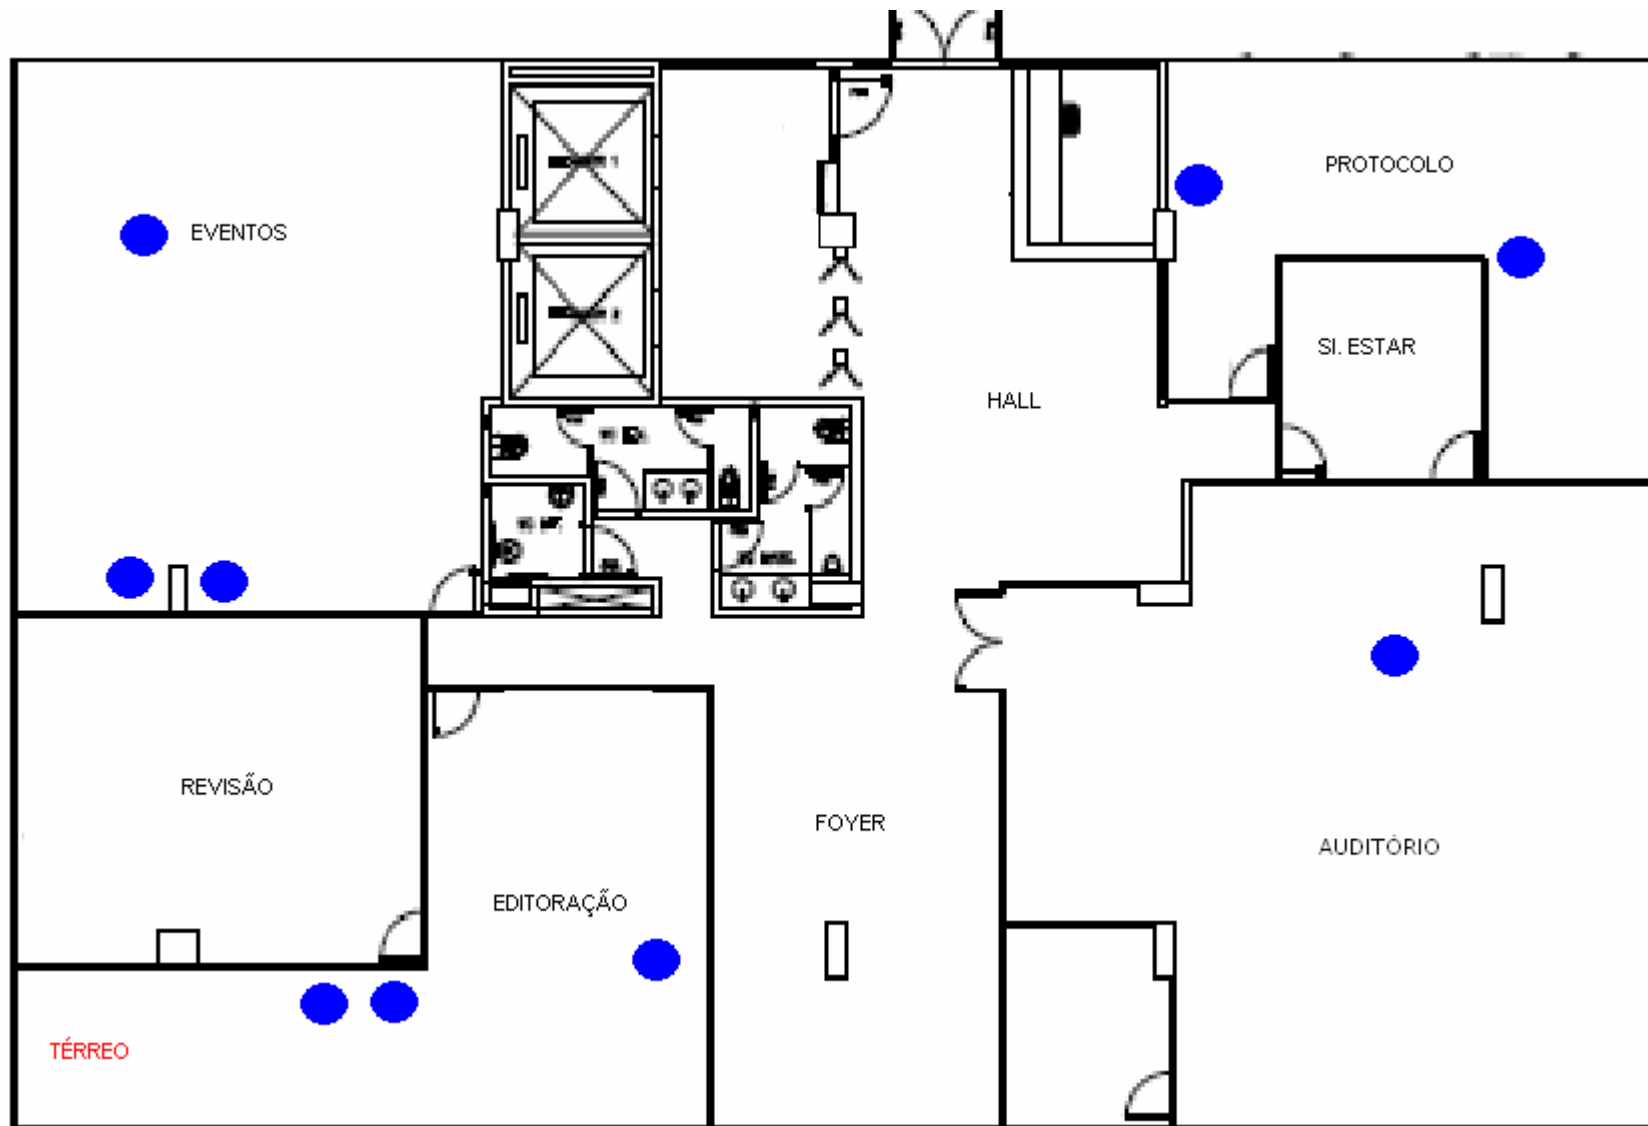 PROTOCOLO
EVENTOS
SI. ESTAR
HALL
REVISÃO
FOYER
AUDITÓRIO
EDITORAÇÃO
TÉRREO